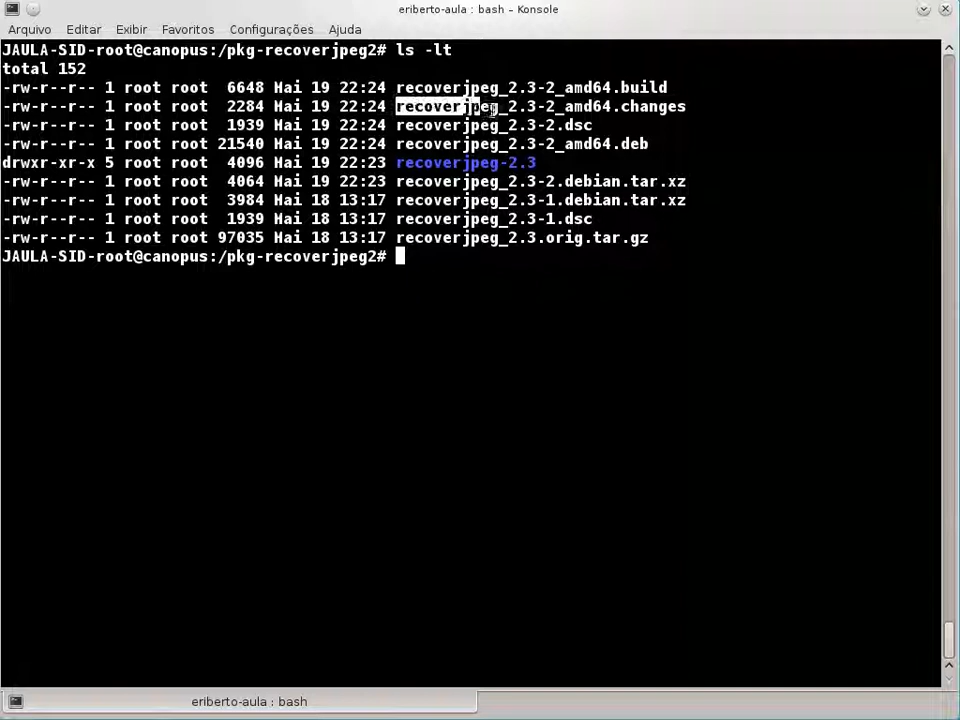 eriberto-aula : bash – Konsole
Arquivo Editar Exibir Favoritos Configurações Ajuda
JAULA-SID-root@canopus:/pkg-recoverjpeg2# ls -lt
total 152
-rw-r--r-- 1 root root 6648 Mai 19 22:24 recoverjpeg_2.3-2_amd64.build
-rw-r--r-- 1 root root 2284 Mai 19 22:24 recoverjpeg_2.3-2_amd64.changes
-rw-r--r-- 1 root root 1939 Mai 19 22:24 recoverjpeg_2.3-2.dsc
-rw-r--r-- 1 root root 21540 Mai 19 22:24 recoverjpeg_2.3-2_amd64.deb
drwxr-xr-x 5 root root 4096 Mai 19 22:23 recoverjpeg-2.3
-rw-r--r-- 1 root root 4064 Mai 19 22:23 recoverjpeg_2.3-2.debian.tar.xz
-rw-r--r-- 1 root root 3984 Mai 18 13:17 recoverjpeg_2.3-1.debian.tar.xz
-rw-r--r-- 1 root root 1939 Mai 18 13:17 recoverjpeg_2.3-1.dsc
-rw-r--r-- 1 root root 97035 Mai 18 13:17 recoverjpeg_2.3.orig.tar.gz
JAULA-SID-root@canopus:/pkg-recoverjpeg2#
eriberto-aula : bash